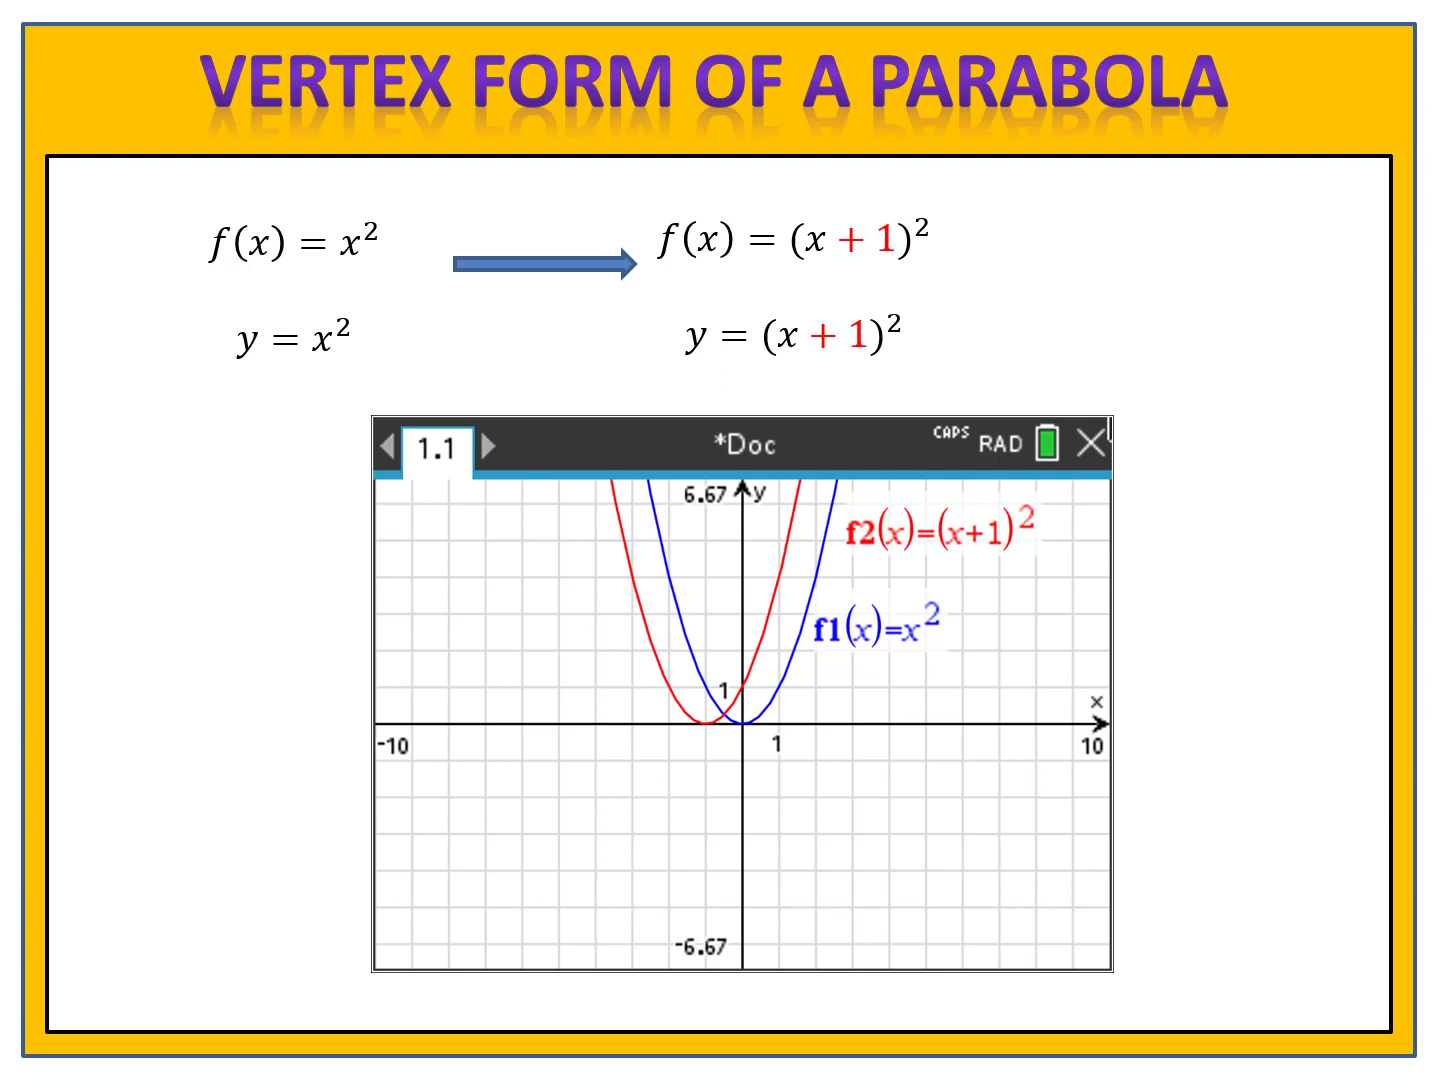 VERTEX FORM OF A PARABOLA
f(x) = x² f(x) = (x + 1)²
y = x² y = (x + 1)²
1.1 *Doc CAPS RAD
6.67 y
f2(x)=(x+1)²
f1(x)=x²
1
x
-10 1 10
-6.67